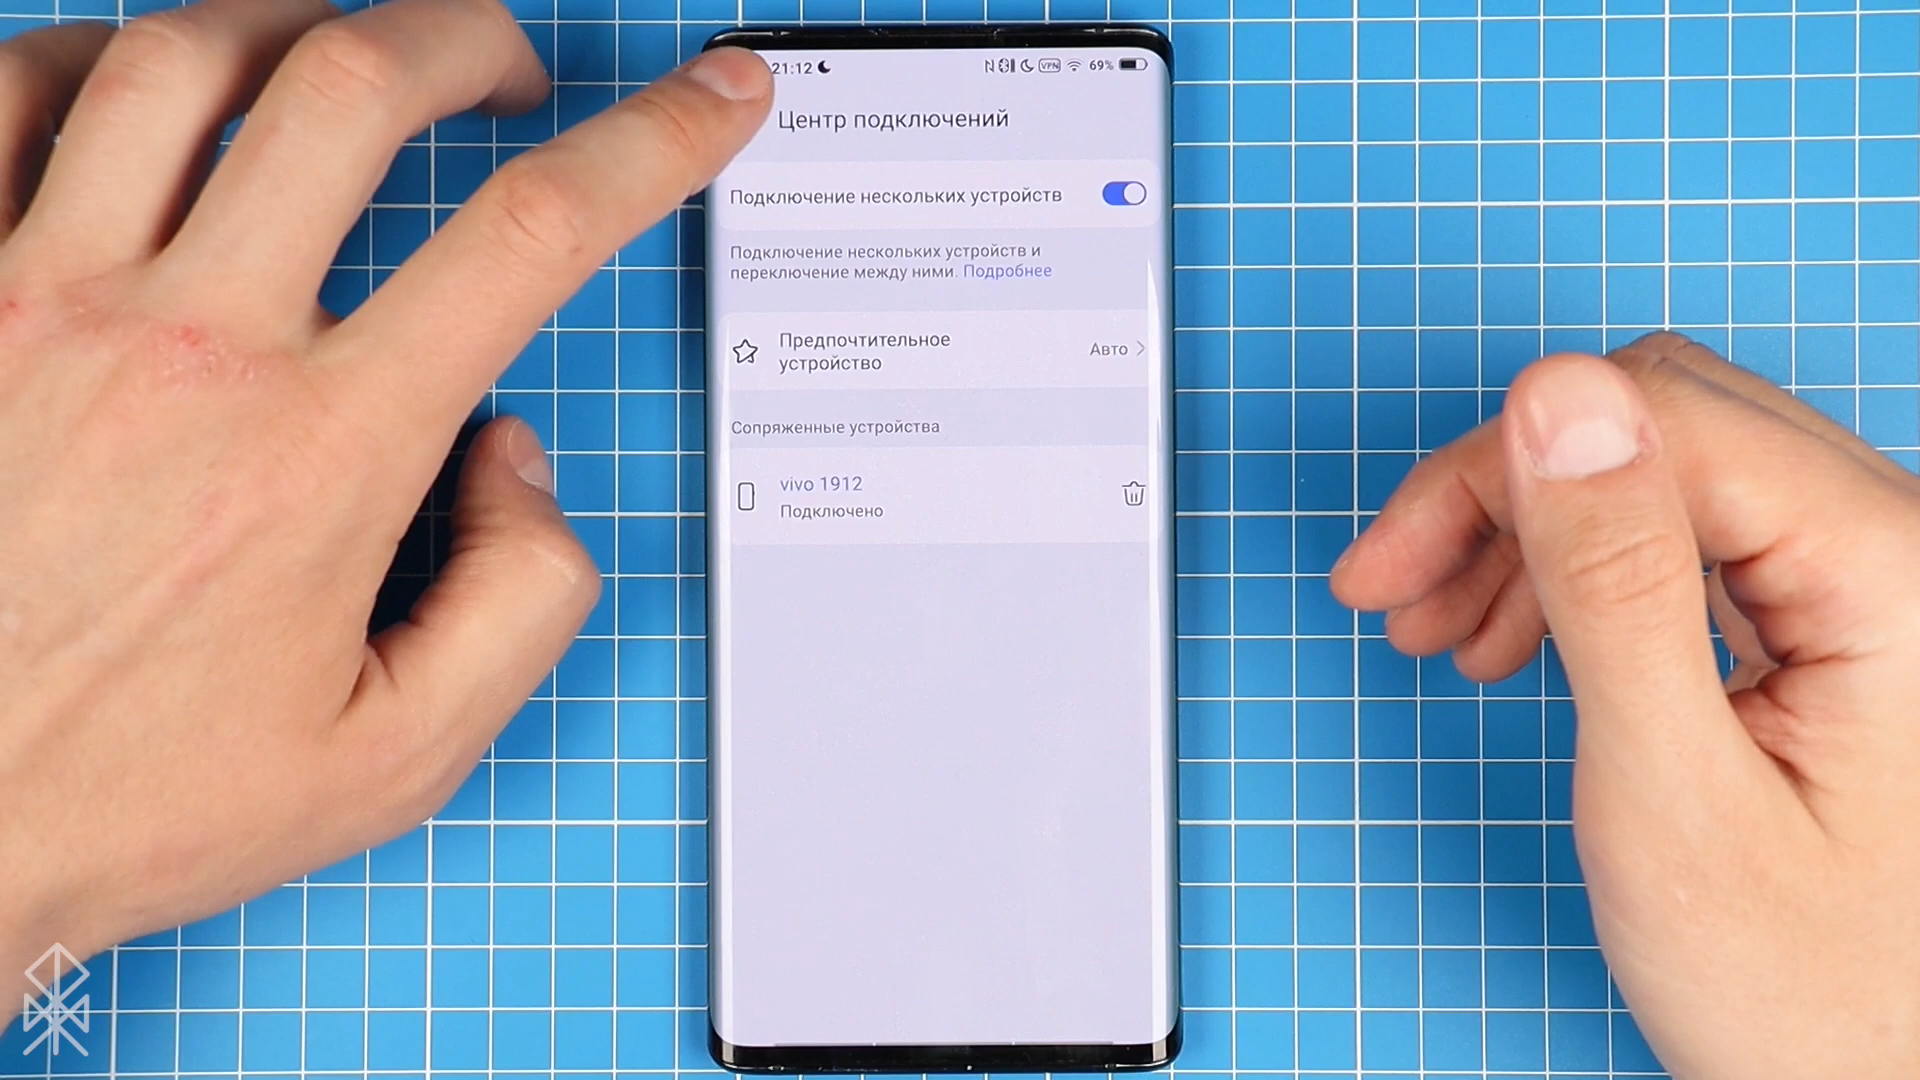 21:12
VPN 69%
Центр подключений
Подключение нескольких устройств
Подключение нескольких устройств и
переключение между ними. Подробнее
Предпочтительное
устройство
Авто
Сопряженные устройства
vivo 1912
Подключено